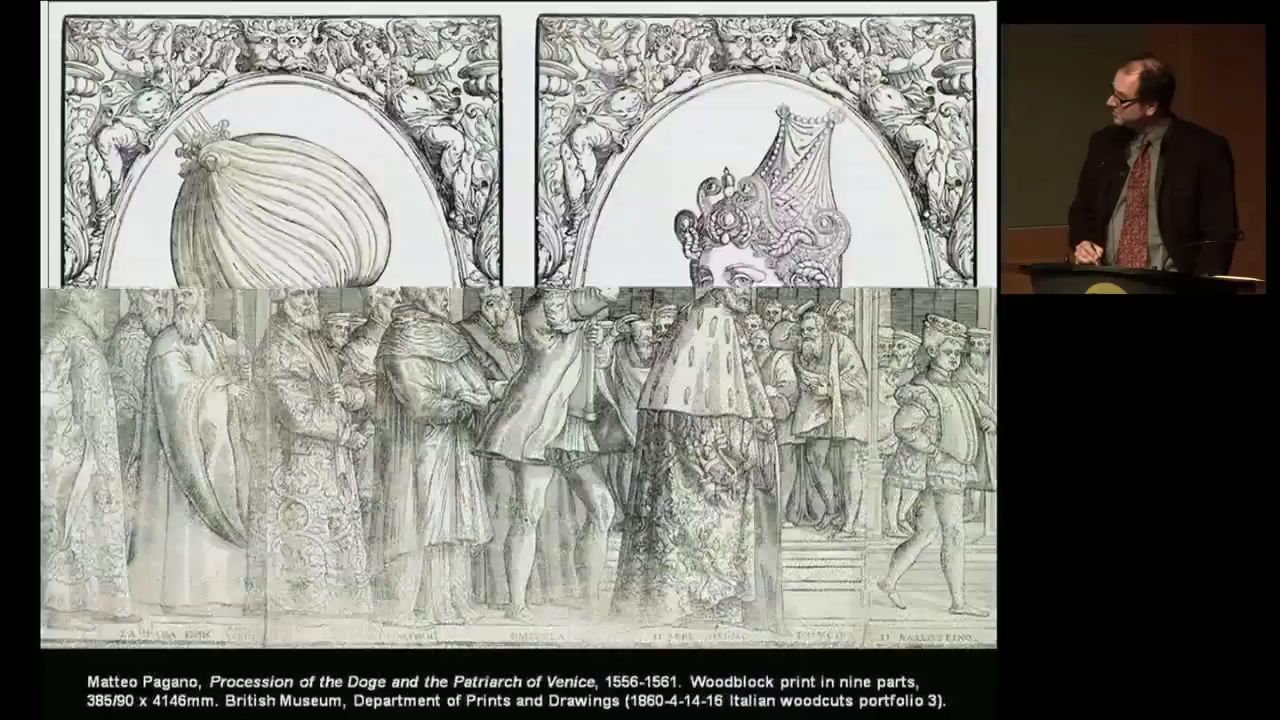 IL BALLOTINO
Matteo Pagano, Procession of the Doge and the Patriarch of Venice, 1556-1561. Woodblock print in nine parts,
385/90 x 4146mm. British Museum, Department of Prints and Drawings (1860-4-14-16 Italian woodcuts portfolio 3).